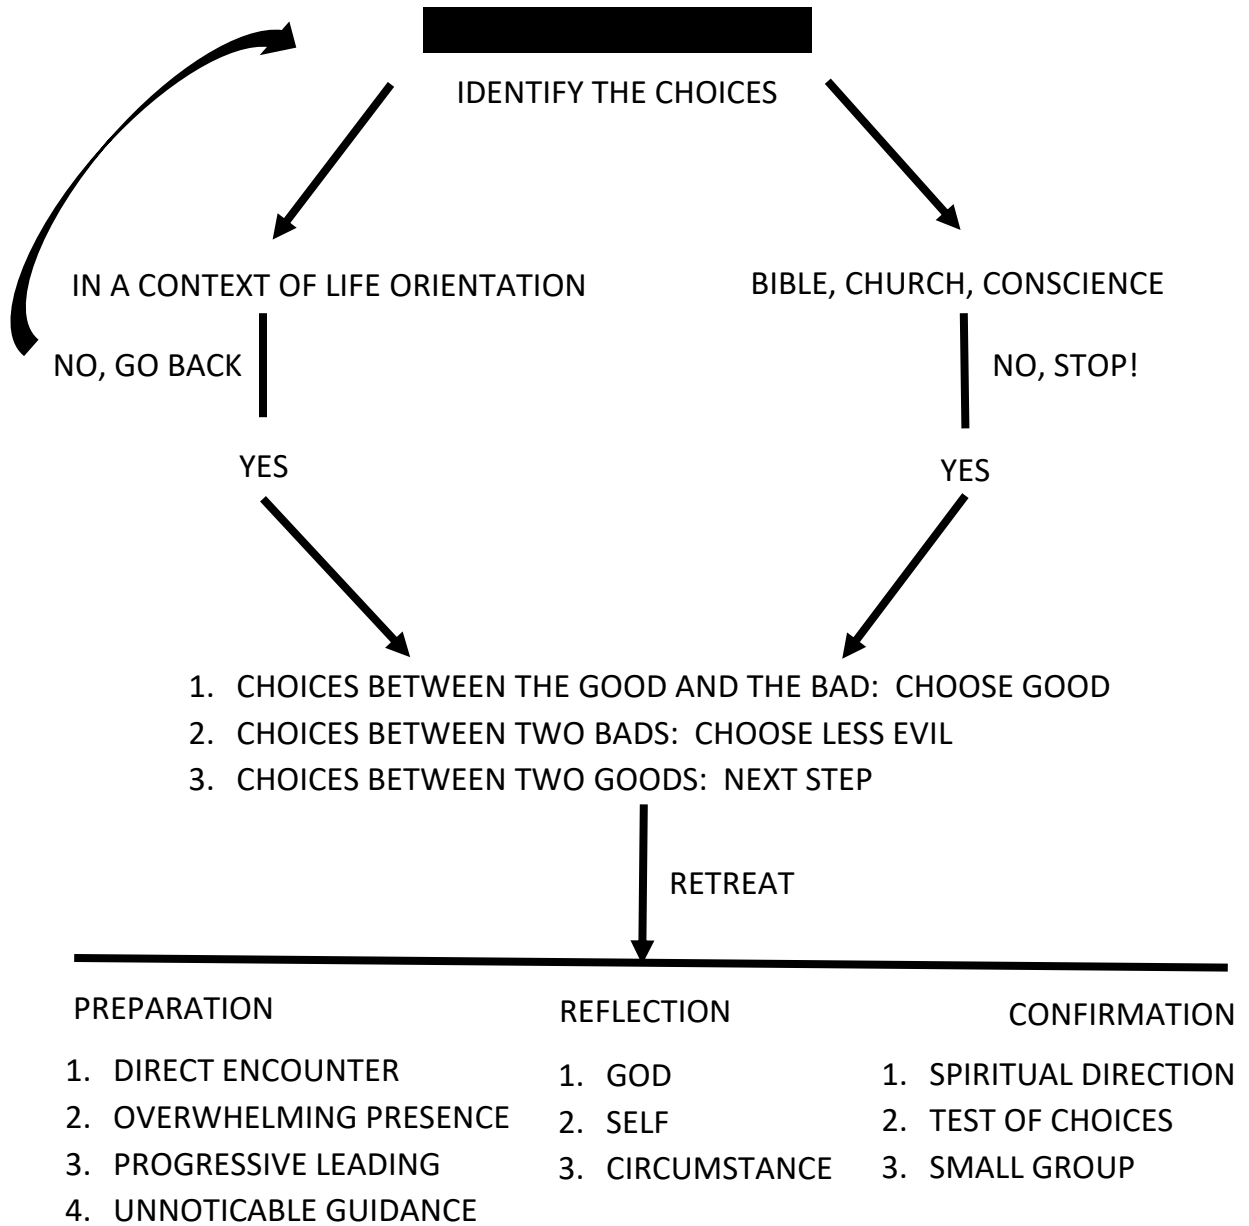 IDENTIFY THE CHOICES
IN A CONTEXT OF LIFE ORIENTATION
BIBLE, CHURCH, CONSCIENCE
NO, GO BACK
NO, STOP!
YES
YES
1. CHOICES BETWEEN THE GOOD AND THE BAD: CHOOSE GOOD
2. CHOICES BETWEEN TWO BADS: CHOOSE LESS EVIL
3. CHOICES BETWEEN TWO GOODS: NEXT STEP
RETREAT
PREPARATION
1. DIRECT ENCOUNTER
2. OVERWHELMING PRESENCE
3. PROGRESSIVE LEADING
4. UNNOTICABLE GUIDANCE
REFLECTION
1. GOD
2. SELF
3. CIRCUMSTANCE
CONFIRMATION
1. SPIRITUAL DIRECTION
2. TEST OF CHOICES
3. SMALL GROUP